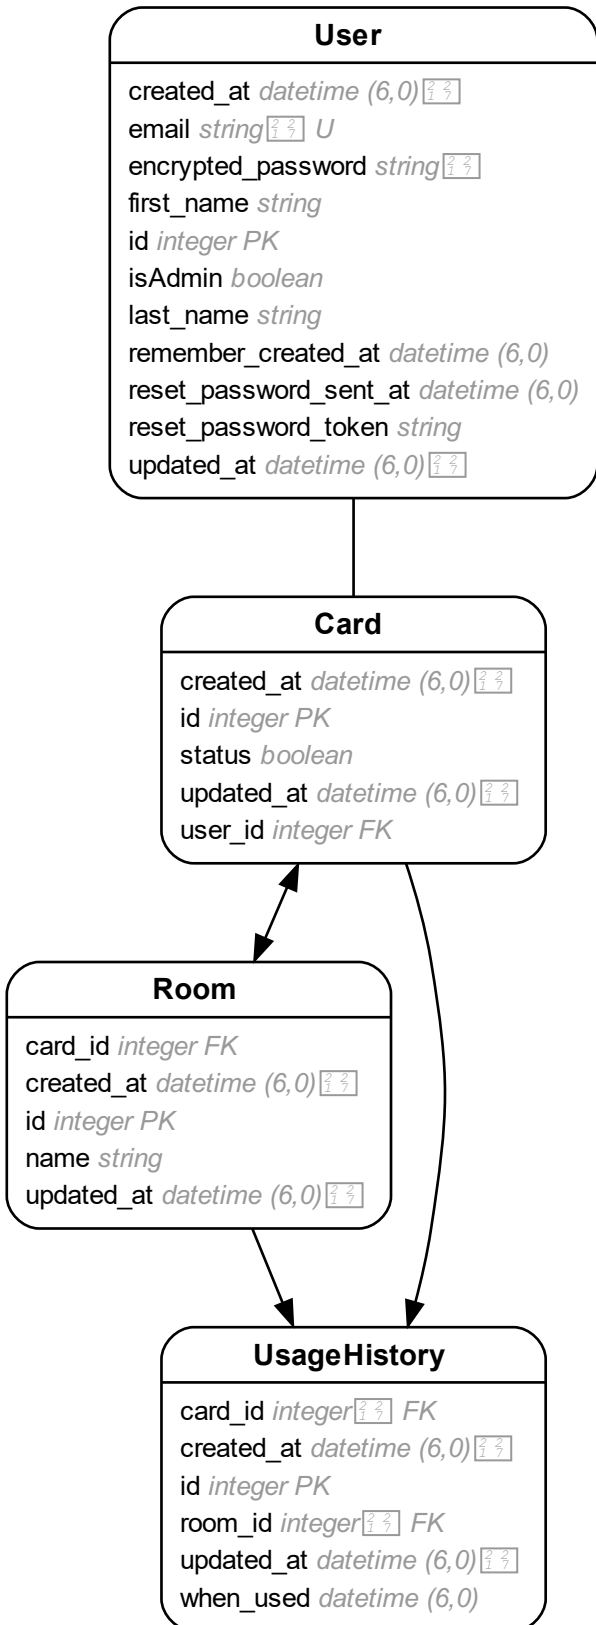 User
created_at datetime (6,0)∗
email string∗ U
encrypted_password string∗
first_name string
id integer PK
isAdmin boolean
last_name string
remember_created_at datetime (6,0)
reset_password_sent_at datetime (6,0)
reset_password_token string
updated_at datetime (6,0)∗
Card
created_at datetime (6,0)∗
id integer PK
status boolean
updated_at datetime (6,0)∗
user_id integer FK
Room
card_id integer FK
created_at datetime (6,0)∗
id integer PK
name string
updated_at datetime (6,0)∗
UsageHistory
card_id integer∗ FK
created_at datetime (6,0)∗
id integer PK
room_id integer∗ FK
updated_at datetime (6,0)∗
when_used datetime (6,0)